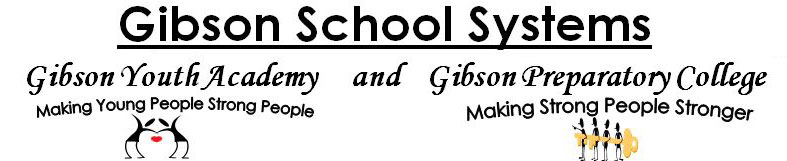 Gibson School Systems
Gibson Youth Academy and Gibson Preparatory College
Making Young People Strong People
Making Strong People Stronger